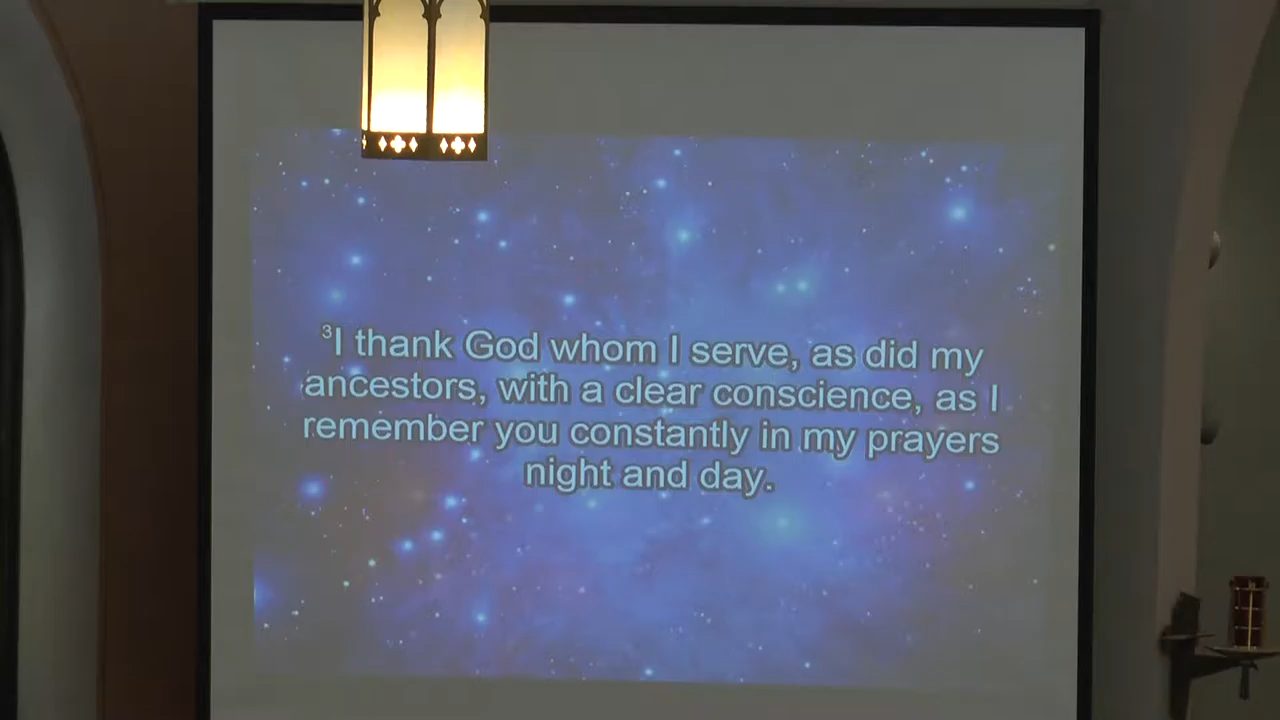 ³I thank God whom I serve, as did my
ancestors, with a clear conscience, as I
remember you constantly in my prayers
night and day.